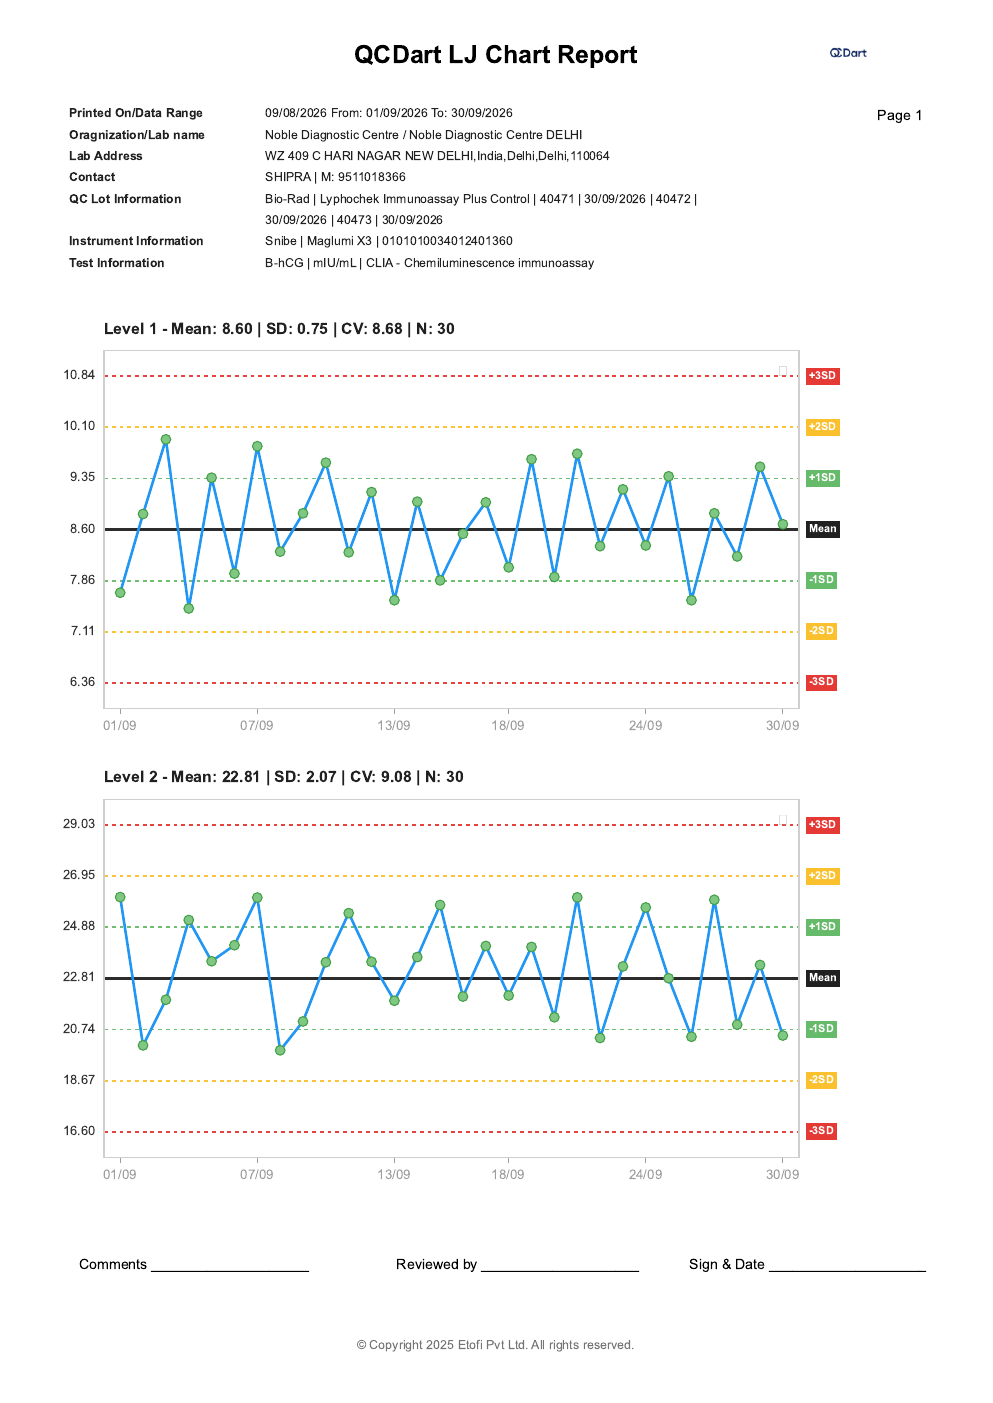 QCDart LJ Chart Report
QCDart
Printed On/Data Range 09/08/2026 From: 01/09/2026 To: 30/09/2026
Page 1
Oragnization/Lab name Noble Diagnostic Centre / Noble Diagnostic Centre DELHI
Lab Address WZ 409 C HARI NAGAR NEW DELHI,India,Delhi,Delhi,110064
Contact SHIPRA | M: 9511018366
QC Lot Information Bio-Rad | Lyphochek Immunoassay Plus Control | 40471 | 30/09/2026 | 40472 |
30/09/2026 | 40473 | 30/09/2026
Instrument Information Snibe | Maglumi X3 | 0101010034012401360
Test Information B-hCG | mIU/mL | CLIA - Chemiluminescence immunoassay
Level 1 - Mean: 8.60 | SD: 0.75 | CV: 8.68 | N: 30
10.84 +3SD
10.10 +2SD
9.35 +1SD
8.60 Mean
7.86 -1SD
7.11 -2SD
6.36 -3SD
01/09 07/09 13/09 18/09 24/09 30/09
Level 2 - Mean: 22.81 | SD: 2.07 | CV: 9.08 | N: 30
29.03 +3SD
26.95 +2SD
24.88 +1SD
22.81 Mean
20.74 -1SD
18.67 -2SD
16.60 -3SD
01/09 07/09 13/09 18/09 24/09 30/09
Comments ____________________ Reviewed by ____________________ Sign & Date ____________________
© Copyright 2025 Etofi Pvt Ltd. All rights reserved.